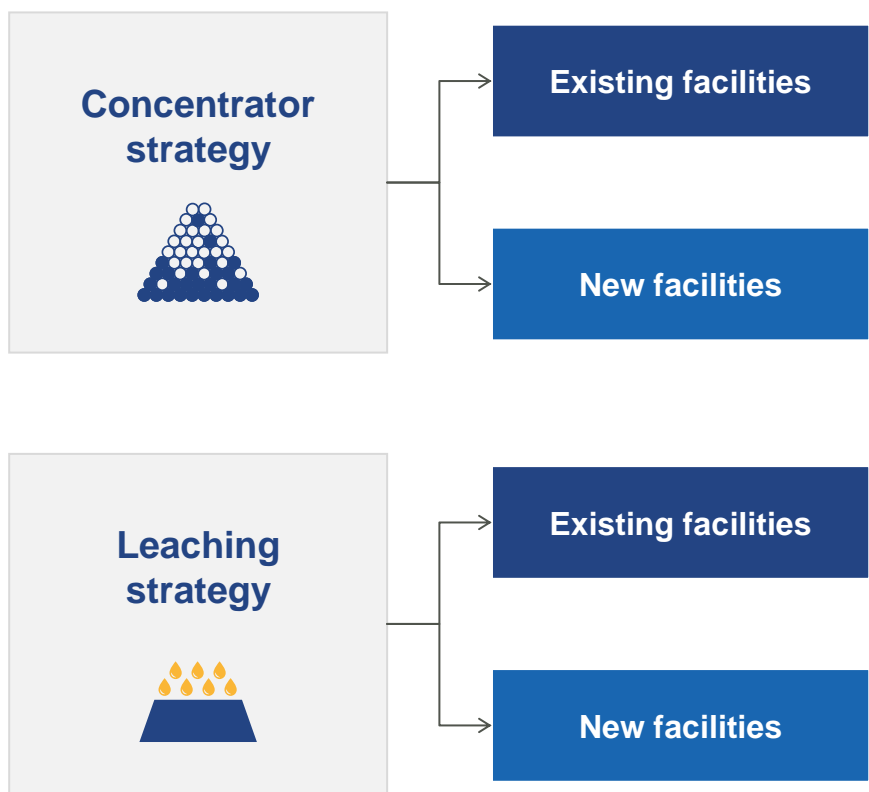 Concentrator
strategy
Existing facilities
New facilities
Leaching
strategy
Existing facilities
New facilities